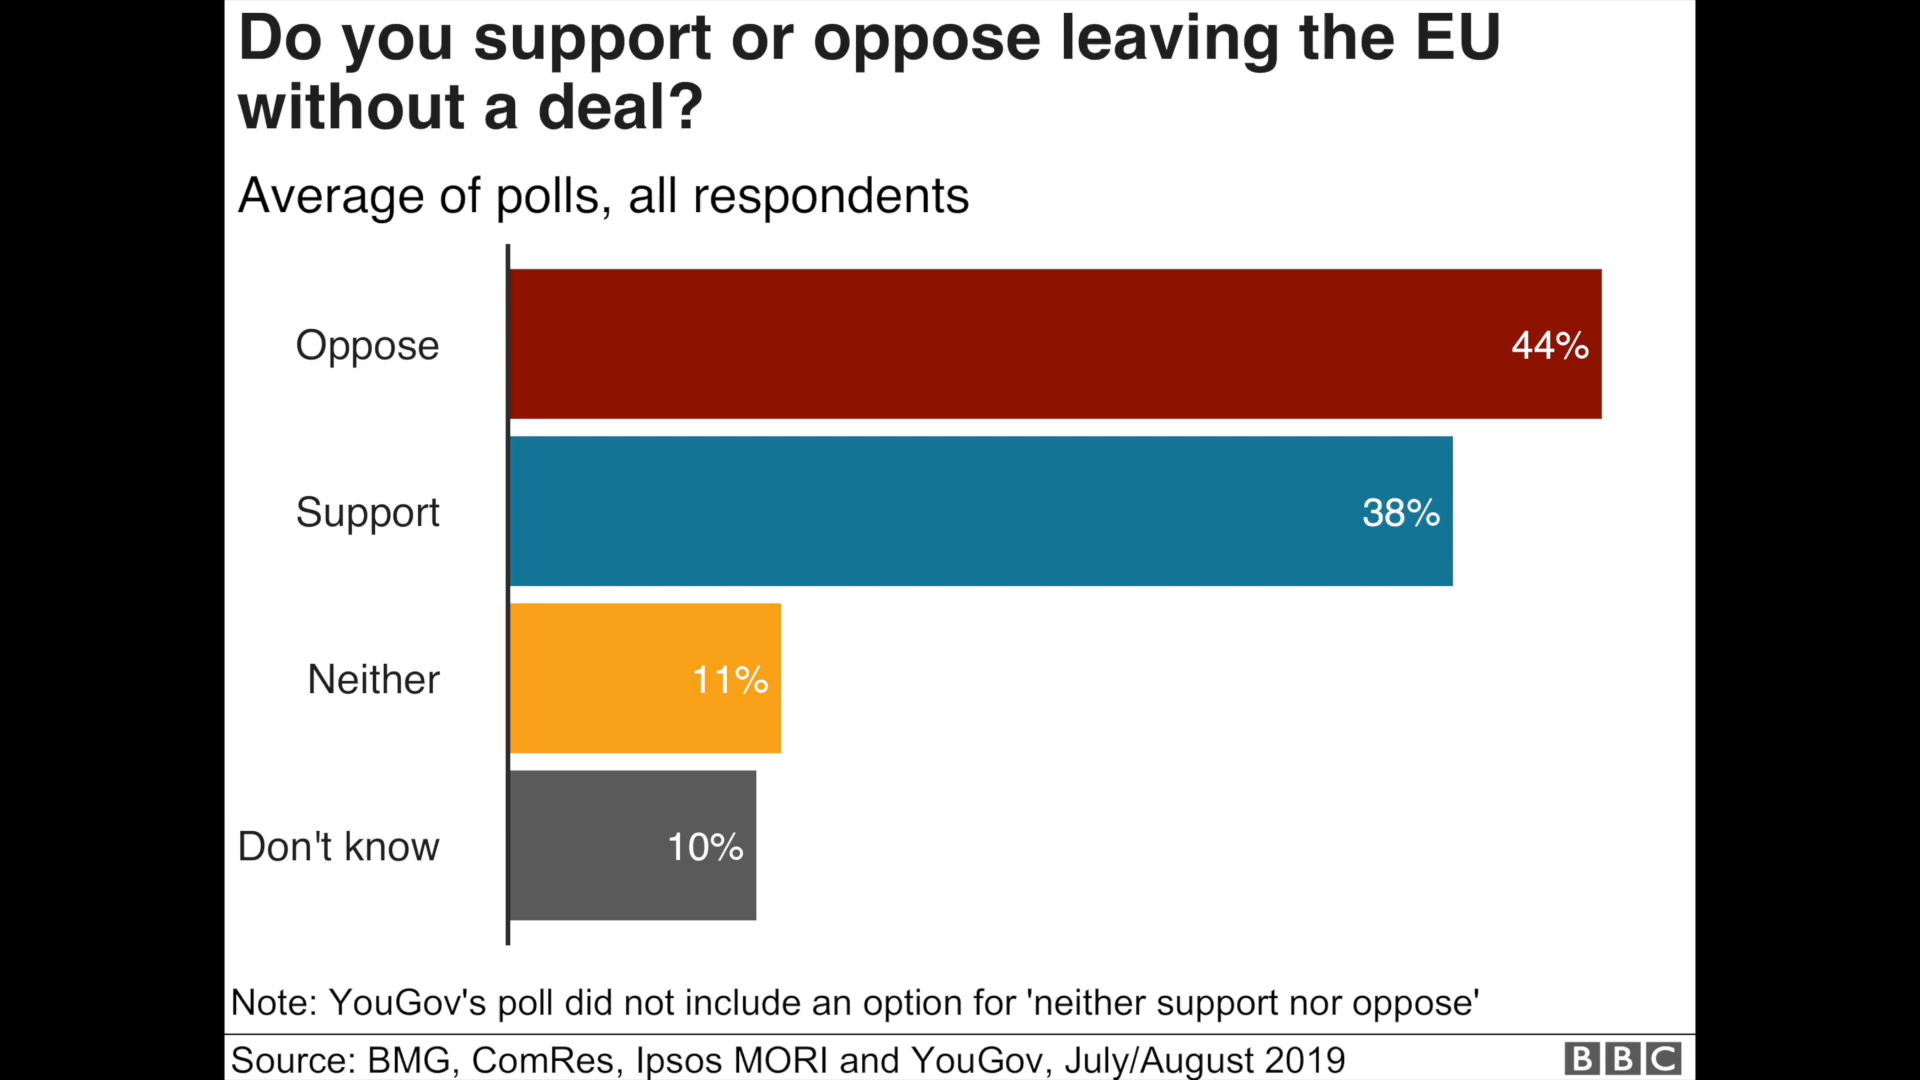 Do you support or oppose leaving the EU
without a deal?
Average of polls, all respondents
Oppose
44%
Support
38%
Neither
11%
Don't know
10%
Note: YouGov's poll did not include an option for 'neither support nor oppose'
Source: BMG, ComRes, Ipsos MORI and YouGov, July/August 2019
BBC